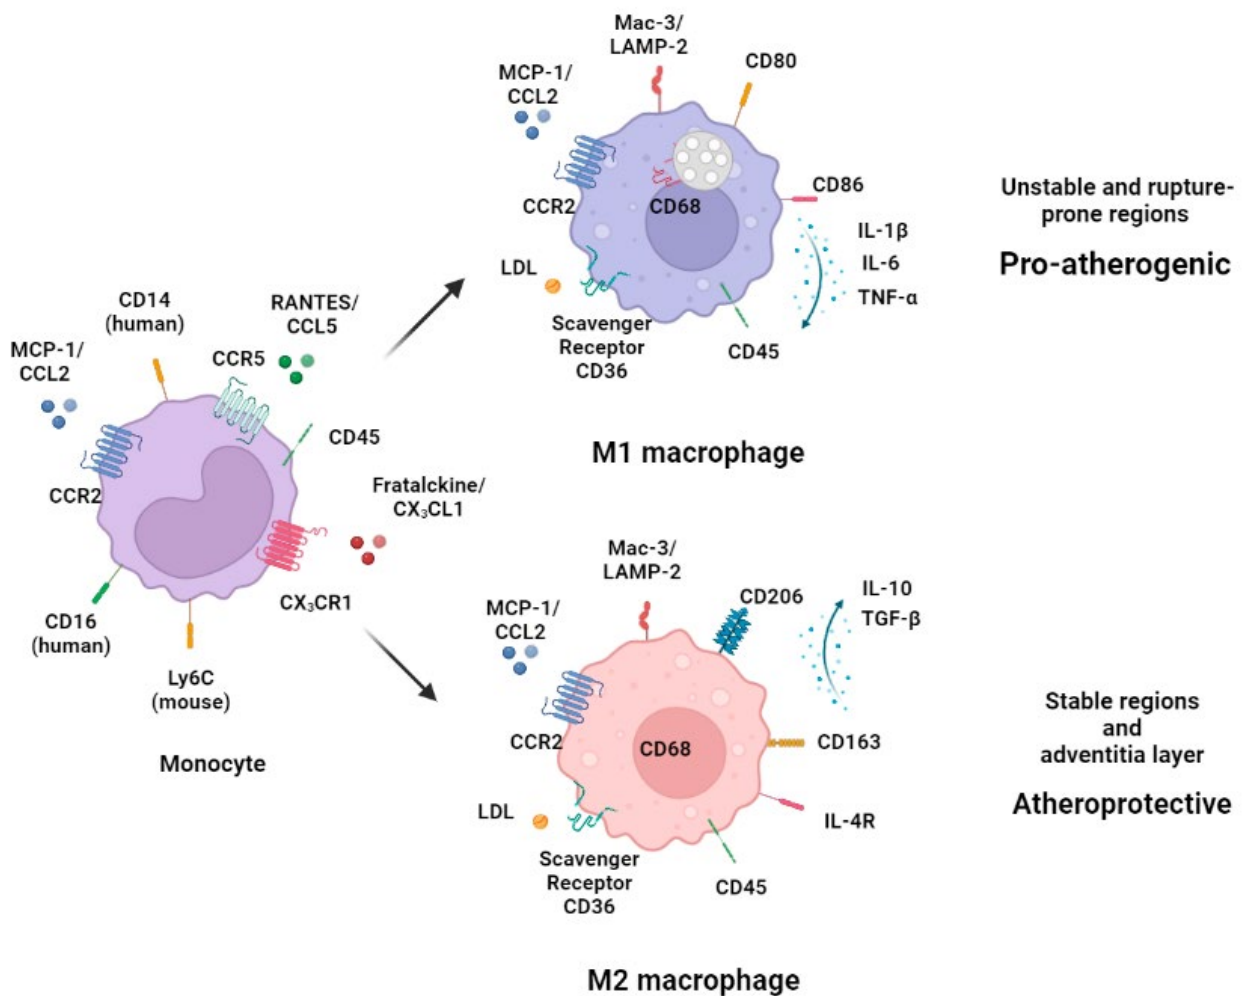 CD14
(human)
RANTES/
CCL5
MCP-1/
CCL2
CCR5
CD45
CCR2
Fratalckine/
CX₃CL1
CX₃CR1
CD16
(human)
Ly6C
(mouse)
Monocyte
Mac-3/
LAMP-2
CD80
MCP-1/
CCL2
CD86
CCR2
CD68
IL-1β
IL-6
TNF-α
LDL
Scavenger
Receptor
CD36
CD45
M1 macrophage
Unstable and rupture-
prone regions
Pro-atherogenic
Mac-3/
LAMP-2
CD206
IL-10
TGF-β
MCP-1/
CCL2
CCR2
CD68
CD163
LDL
IL-4R
Scavenger
Receptor
CD36
CD45
M2 macrophage
Stable regions
and
adventitia layer
Atheroprotective